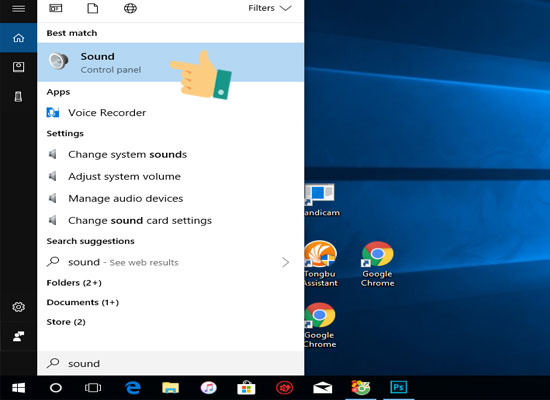 Filters
Best match
Sound
Control panel
Apps
Voice Recorder
Settings
Change system sounds
Adjust system volume
Manage audio devices
Change sound card settings
Search suggestions
sound - See web results
Folders (2+)
Documents (1+)
Store (2)
sound
andicam
Tongbu
Assistant
Google
Chrome
Google
Chrome
Ps